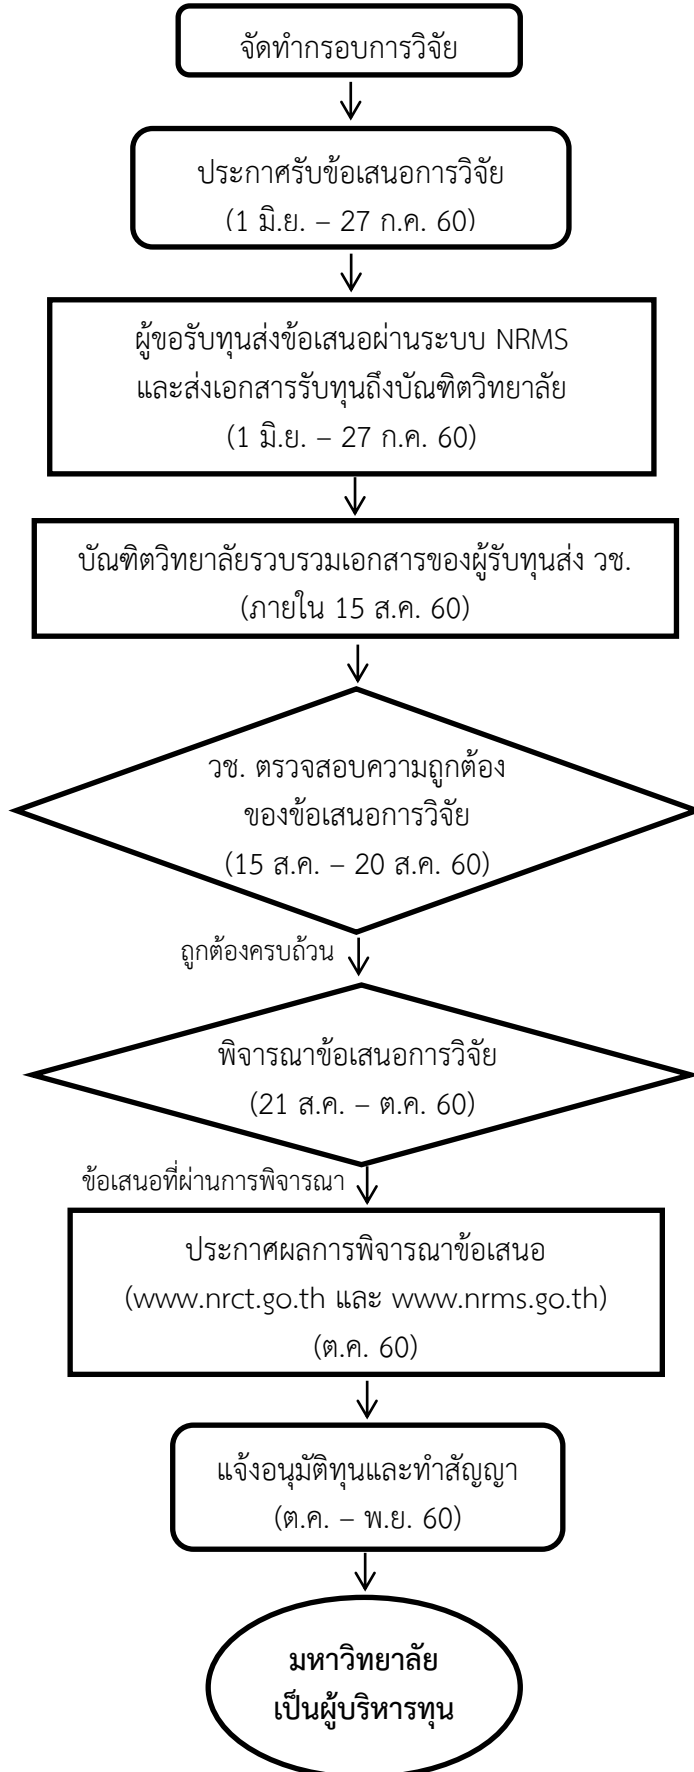 จัดทำกรอบการวิจัย
ประกาศรับข้อเสนอการวิจัย
(1 มิ.ย. – 27 ก.ค. 60)
ผู้ขอรับทุนส่งข้อเสนอผ่านระบบ NRMS
และส่งเอกสารรับทุนถึงบัณฑิตวิทยาลัย
(1 มิ.ย. – 27 ก.ค. 60)
บัณฑิตวิทยาลัยรวบรวมเอกสารของผู้รับทุนส่ง วช.
(ภายใน 15 ส.ค. 60)
วช. ตรวจสอบความถูกต้อง
ของข้อเสนอการวิจัย
(15 ส.ค. – 20 ส.ค. 60)
ถูกต้องครบถ้วน
พิจารณาข้อเสนอการวิจัย
(21 ส.ค. – ต.ค. 60)
ข้อเสนอที่ผ่านการพิจารณา
ประกาศผลการพิจารณาข้อเสนอ
(www.nrct.go.th และ www.nrms.go.th)
(ต.ค. 60)
แจ้งอนุมัติทุนและทำสัญญา
(ต.ค. – พ.ย. 60)
มหาวิทยาลัย
เป็นผู้บริหารทุน